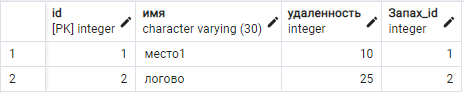 id имя удаленность Запах_id
[PK] integer character varying (30) integer integer
1 1 место1 10 1
2 2 логово 25 2